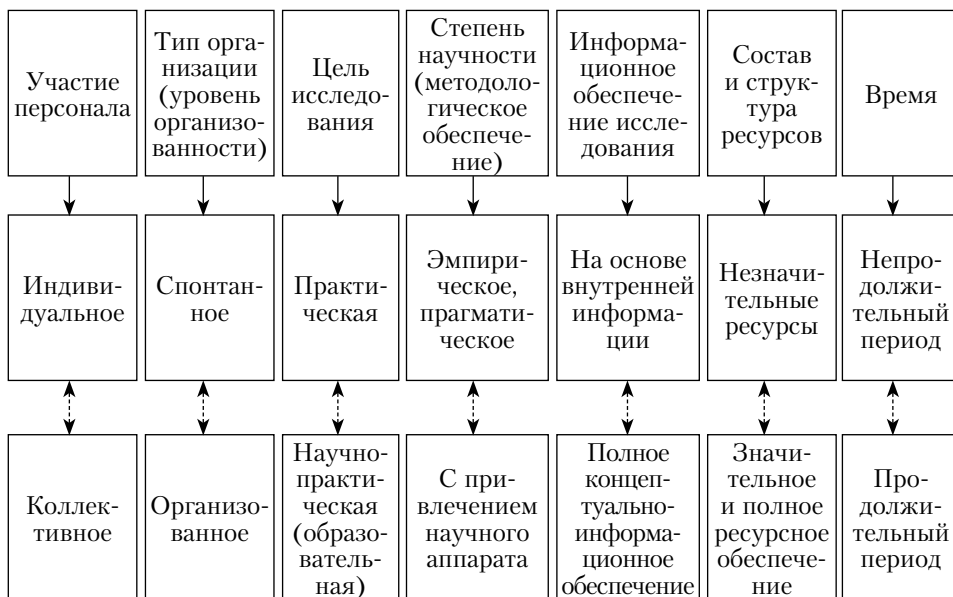 Участие
персонала
Тип орга-
низации
(уровень
организо-
ванности)
Цель
исследо-
вания
Степень
научности
(методоло-
гическое
обеспече-
ние)
Информа-
ционное
обеспече-
ние иссле-
дования
Состав
и струк-
тура
ресурсов
Время
Индиви-
дуальное
Спонтан-
ное
Практи-
ческая
Эмпири-
ческое,
прагмати-
ческое
На основе
внутренней
информа-
ции
Незначи-
тельные
ресурсы
Непро-
должи-
тельный
период
Коллек-
тивное
Организо-
ванное
Научно-
практи-
ческая
(образо-
ватель-
ная)
С при-
влечением
научного
аппарата
Полное
концеп-
туально-
информа-
ционное
обеспечение
Значи-
тельное
и полное
ресурсное
обеспече-
ние
Про-
должи-
тельный
период